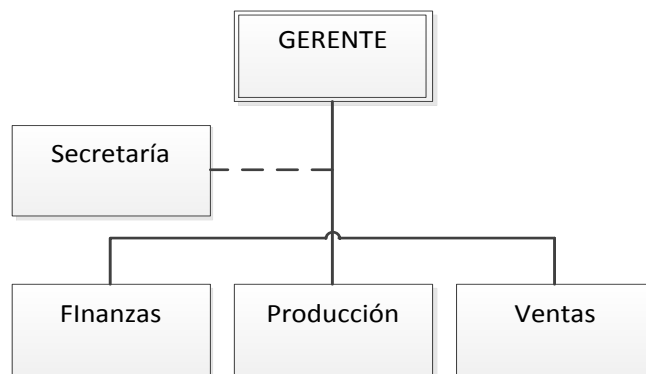 GERENTE
Secretaría
FInanzas
Producción
Ventas